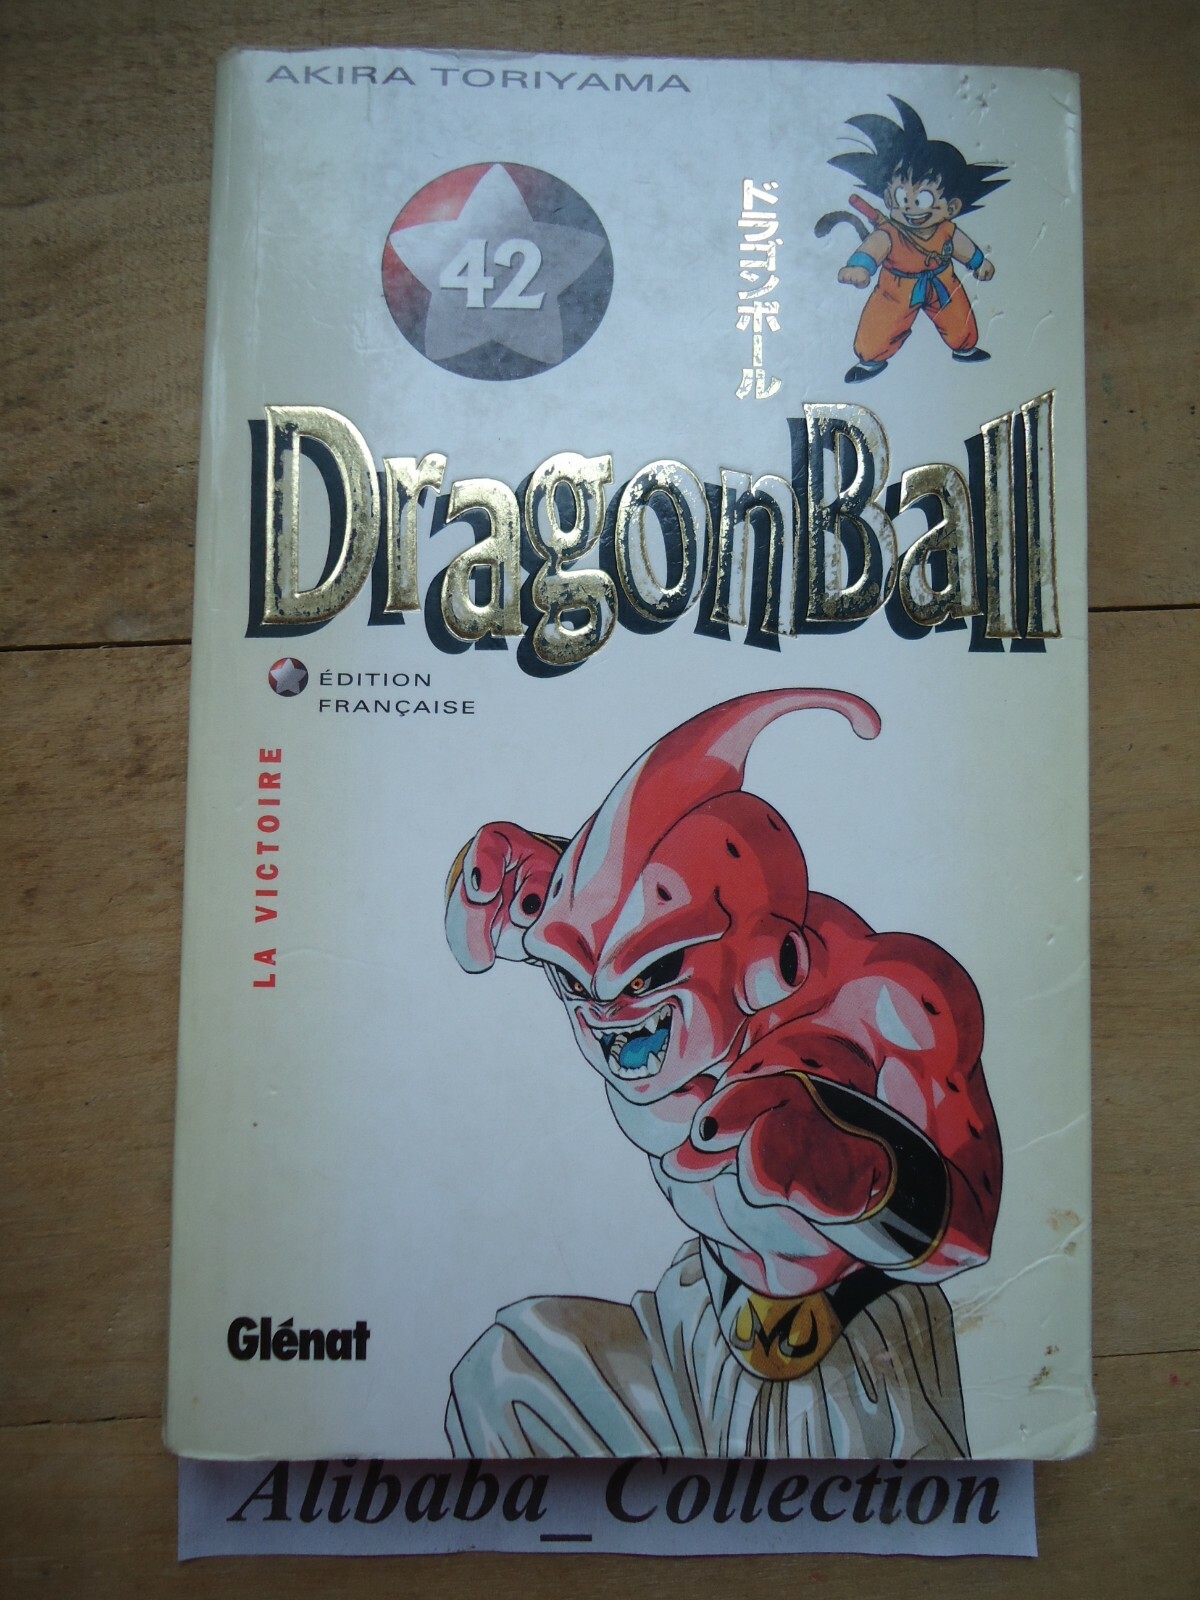 AKIRA TORIYAMA
42
ドラゴンボール
DragonBall
ÉDITION
FRANÇAISE
LA VICTOIRE
M
Glénat
Alibaba_Collection